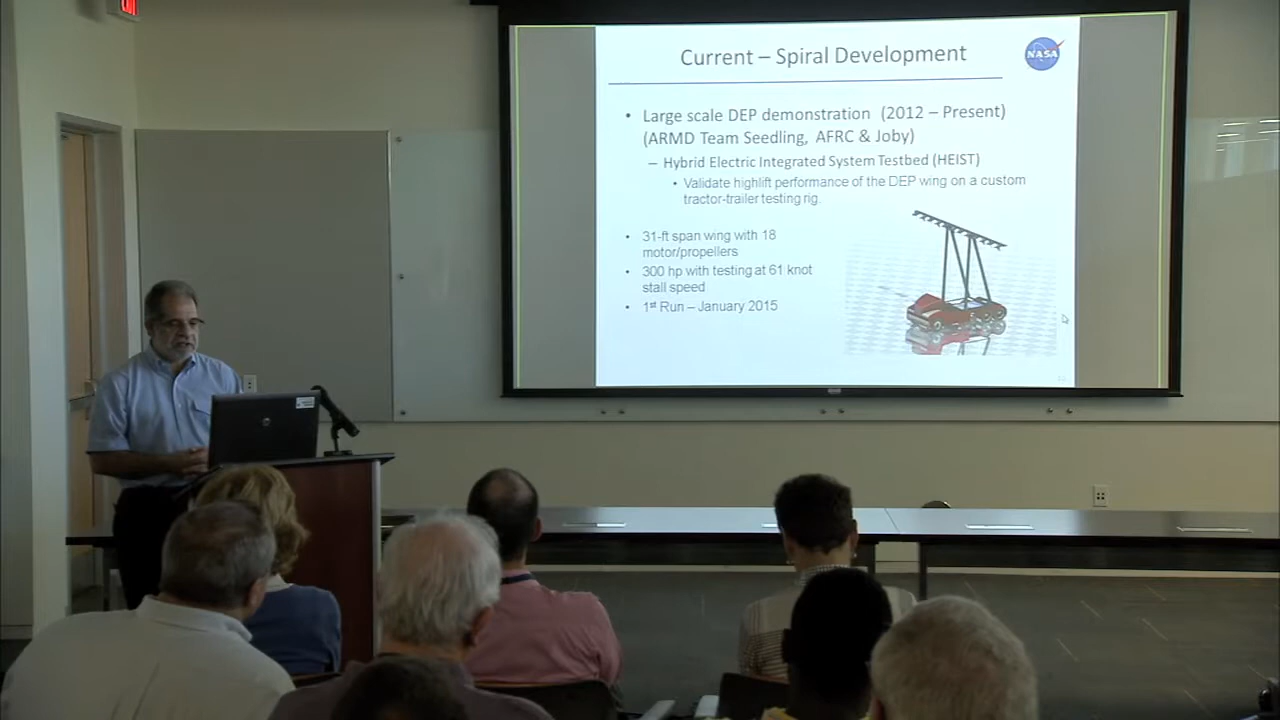 Current – Spiral Development
NASA
• Large scale DEP demonstration (2012 – Present)
(ARMD Team Seedling, AFRC & Joby)
– Hybrid Electric Integrated System Testbed (HEIST)
• Validate highlift performance of the DEP wing on a custom
tractor-trailer testing rig.
• 31-ft span wing with 18
motor/propellers
• 300 hp with testing at 61 knot
stall speed
• 1st Run – January 2015